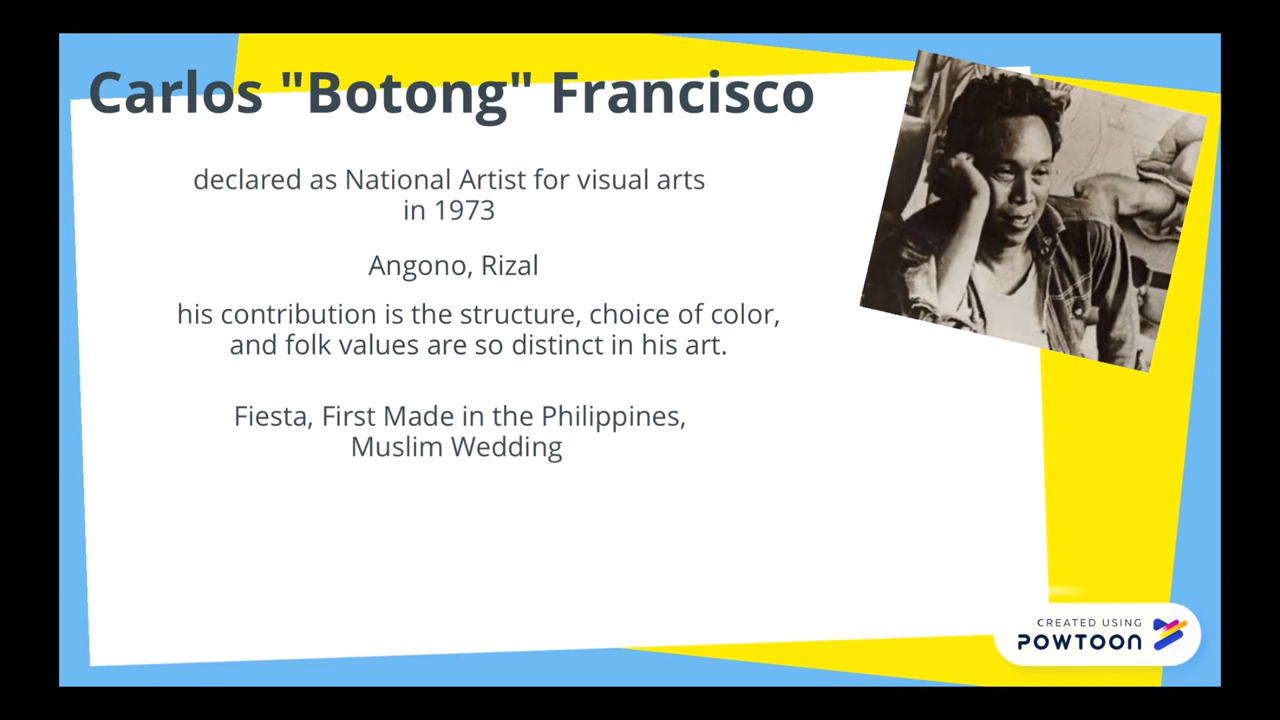 Carlos "Botong" Francisco
declared as National Artist for visual arts
in 1973
Angono, Rizal
his contribution is the structure, choice of color,
and folk values are so distinct in his art.
Fiesta, First Made in the Philippines,
Muslim Wedding
CREATED USING
POWTOON